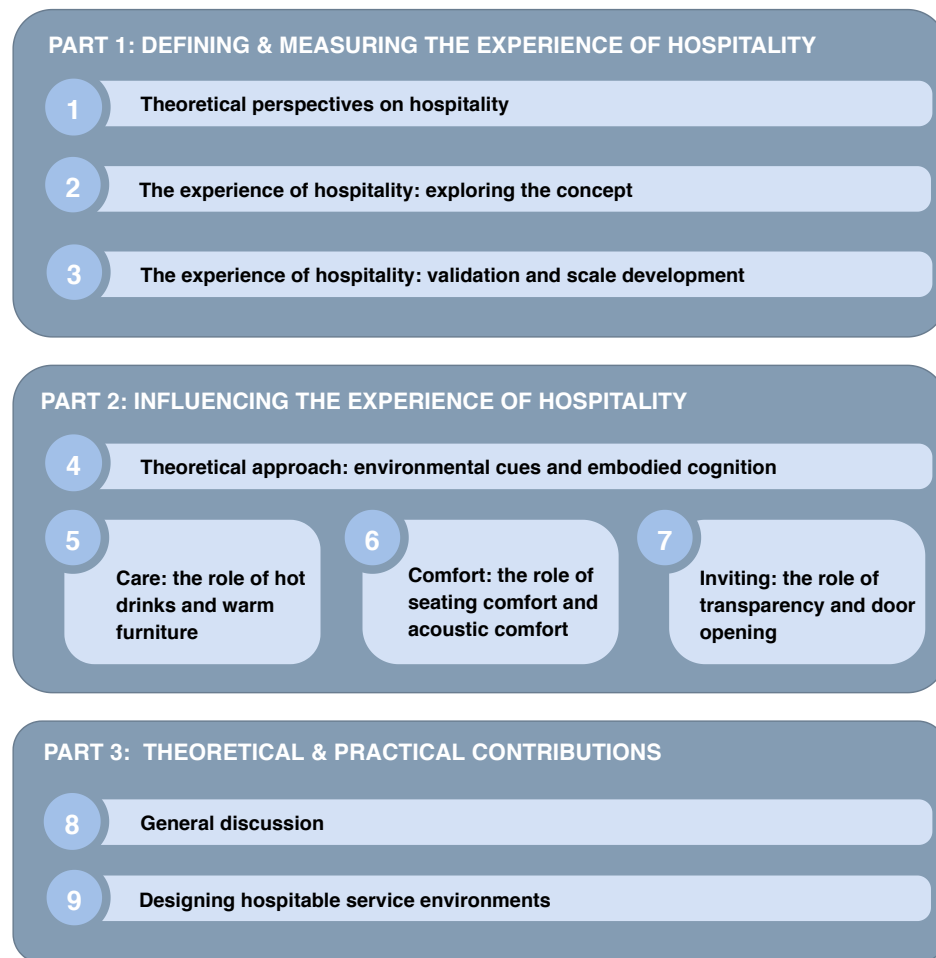 PART 1: DEFINING & MEASURING THE EXPERIENCE OF HOSPITALITY
1
Theoretical perspectives on hospitality
2
The experience of hospitality: exploring the concept
3
The experience of hospitality: validation and scale development
PART 2: INFLUENCING THE EXPERIENCE OF HOSPITALITY
4
Theoretical approach: environmental cues and embodied cognition
5
Care: the role of hot
drinks and warm
furniture
6
Comfort: the role of
seating comfort and
acoustic comfort
7
Inviting: the role of
transparency and door
opening
PART 3: THEORETICAL & PRACTICAL CONTRIBUTIONS
8
General discussion
9
Designing hospitable service environments